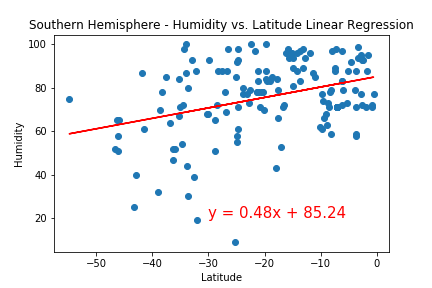 Southern Hemisphere - Humidity vs. Latitude Linear Regression
100
80
60
40
20
Humidity
y = 0.48x + 85.24
−50 −40 −30 −20 −10 0
Latitude